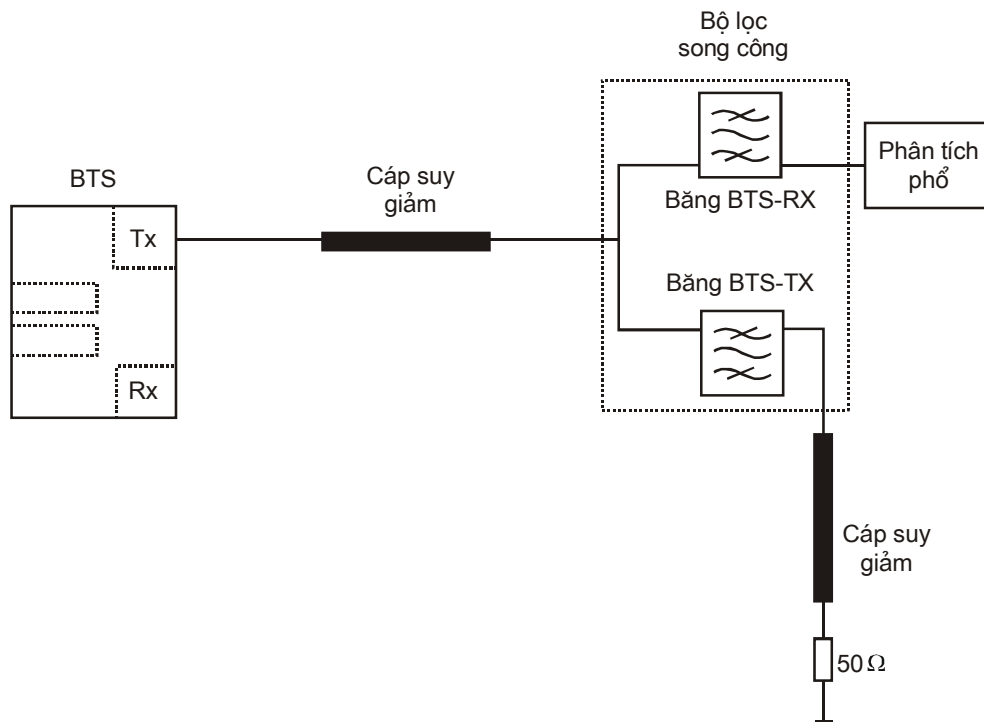 Bộ lọc
song công
BTS
Tx
Rx
Cáp suy
giảm
Băng BTS-RX
Phân tích
phổ
Băng BTS-TX
Cáp suy
giảm
50 Ω